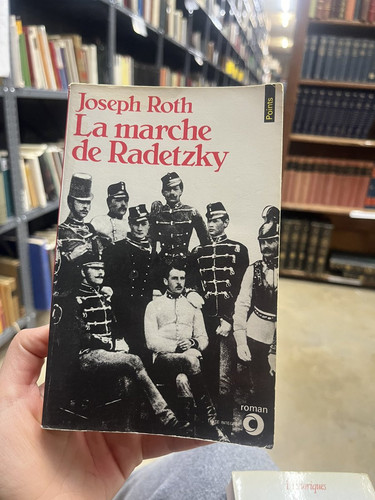 Joseph Roth
La marche
de Radetzky
Points
roman